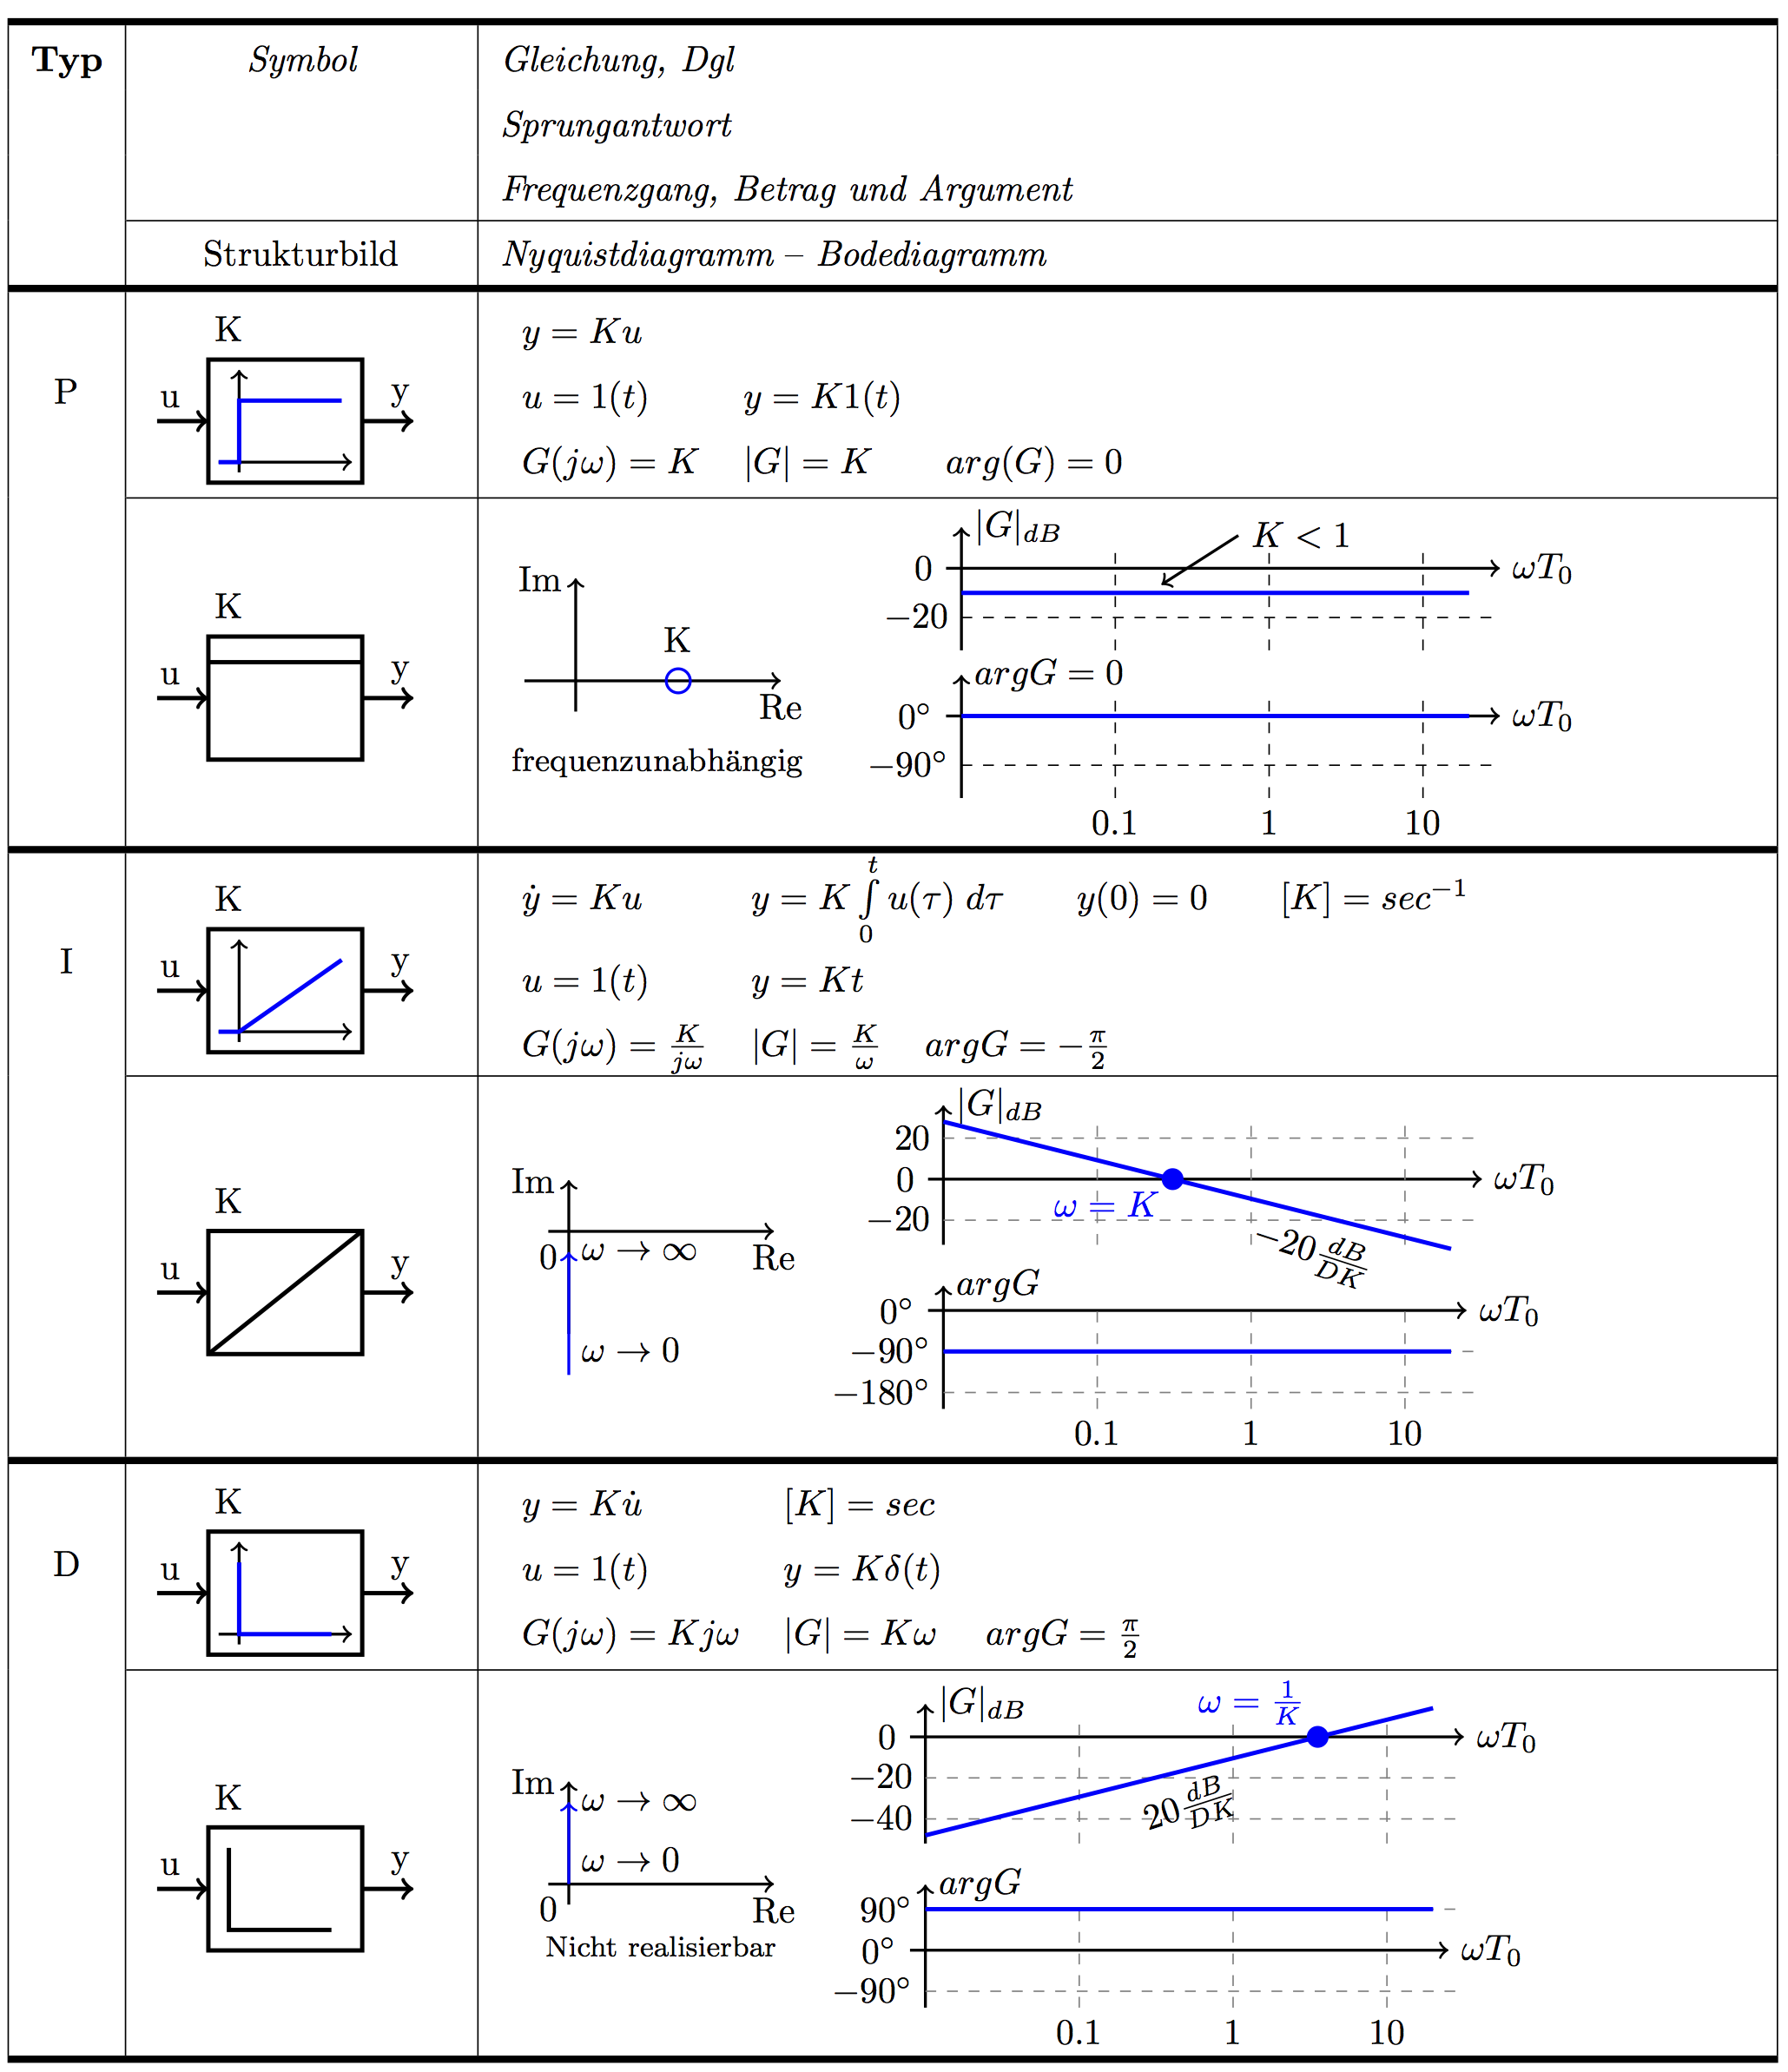 Typ Symbol Gleichung, Dgl
Sprungantwort
Frequenzgang, Betrag und Argument
Strukturbild Nyquistdiagramm – Bodediagramm
P
K
u y
y = Ku
u = 1(t) y = K1(t)
G(jω) = K |G| = K arg(G) = 0
K
u y
Im
K
Re
frequenzunabhängig
|G|dB
K < 1
0 ωT₀
−20
argG = 0
0° ωT₀
−90°
0.1 1 10
I
K
u y
ẏ = Ku y = K ∫₀ᵗ u(τ) dτ y(0) = 0 [K] = sec⁻¹
u = 1(t) y = Kt
G(jω) = K/jω |G| = K/ω argG = −π/2
K
u y
Im
0 ω → ∞ Re
ω → 0
|G|dB
20
0 ωT₀
ω = K
−20
−20 dB/DK
argG
0° ωT₀
−90°
−180°
0.1 1 10
D
K
u y
y = Ku̇ [K] = sec
u = 1(t) y = Kδ(t)
G(jω) = Kjω |G| = Kω argG = π/2
K
u y
Im ω → ∞
ω → 0
0 Re
Nicht realisierbar
|G|dB ω = 1/K
0 ωT₀
−20
−40 20 dB/DK
argG
90°
0° ωT₀
−90°
0.1 1 10